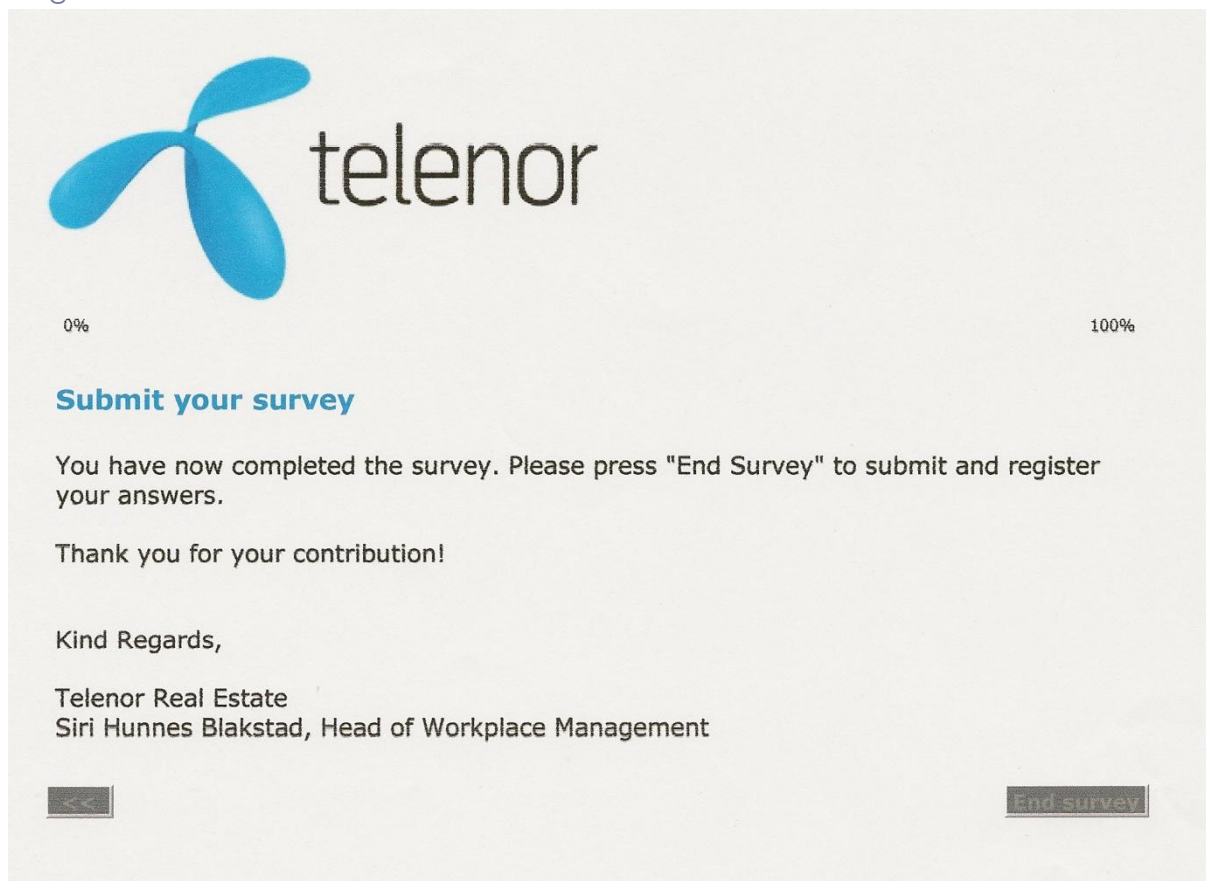 telenor
0% 100%
Submit your survey
You have now completed the survey. Please press "End Survey" to submit and register
your answers.
Thank you for your contribution!
Kind Regards,
Telenor Real Estate
Siri Hunnes Blakstad, Head of Workplace Management
<< End survey